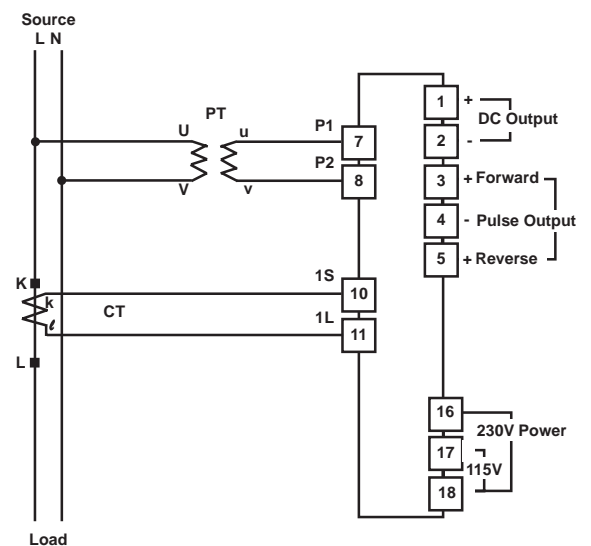 Source
L N
PT
U
u
P1
7
V
v
P2
8
1
+
DC Output
2
-
3
+ Forward
4
- Pulse Output
5
+ Reverse
K
k
CT
ℓ
L
1S
10
1L
11
16
230V Power
17
115V
18
Load